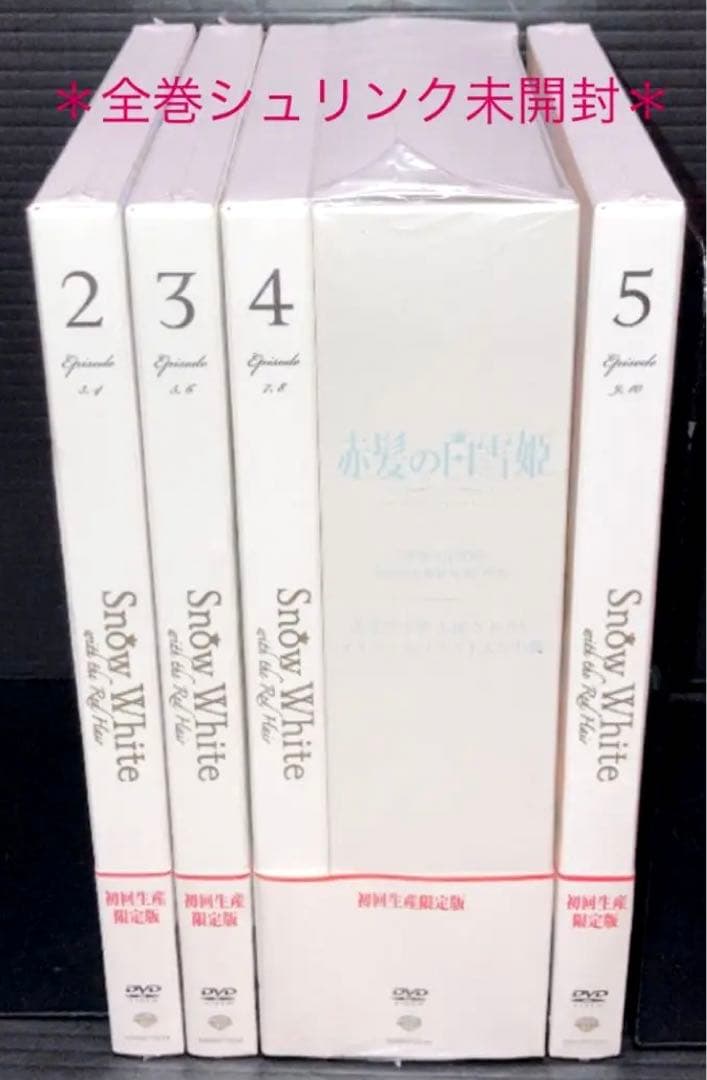 ＊全巻シュリンク未開封＊
2
Episode
3, 4
Snow White
with the Red Hair
初回生産
限定版
DVD
3
Episode
5, 6
Snow White
with the Red Hair
初回生産
限定版
DVD
4
Episode
7, 8
Snow White
with the Red Hair
赤髪の白雪姫
初回生産限定版
DVD
5
Episode
9, 10
Snow White
with the Red Hair
初回生産
限定版
DVD